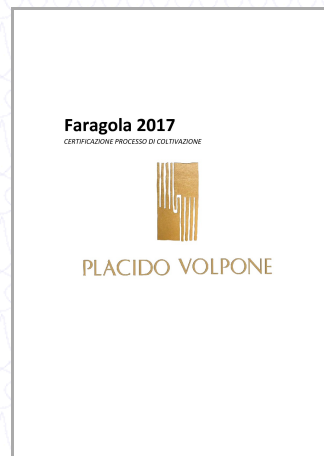 Faragola 2017
CERTIFICAZIONE PROCESSO DI COLTIVAZIONE
PLACIDO VOLPONE